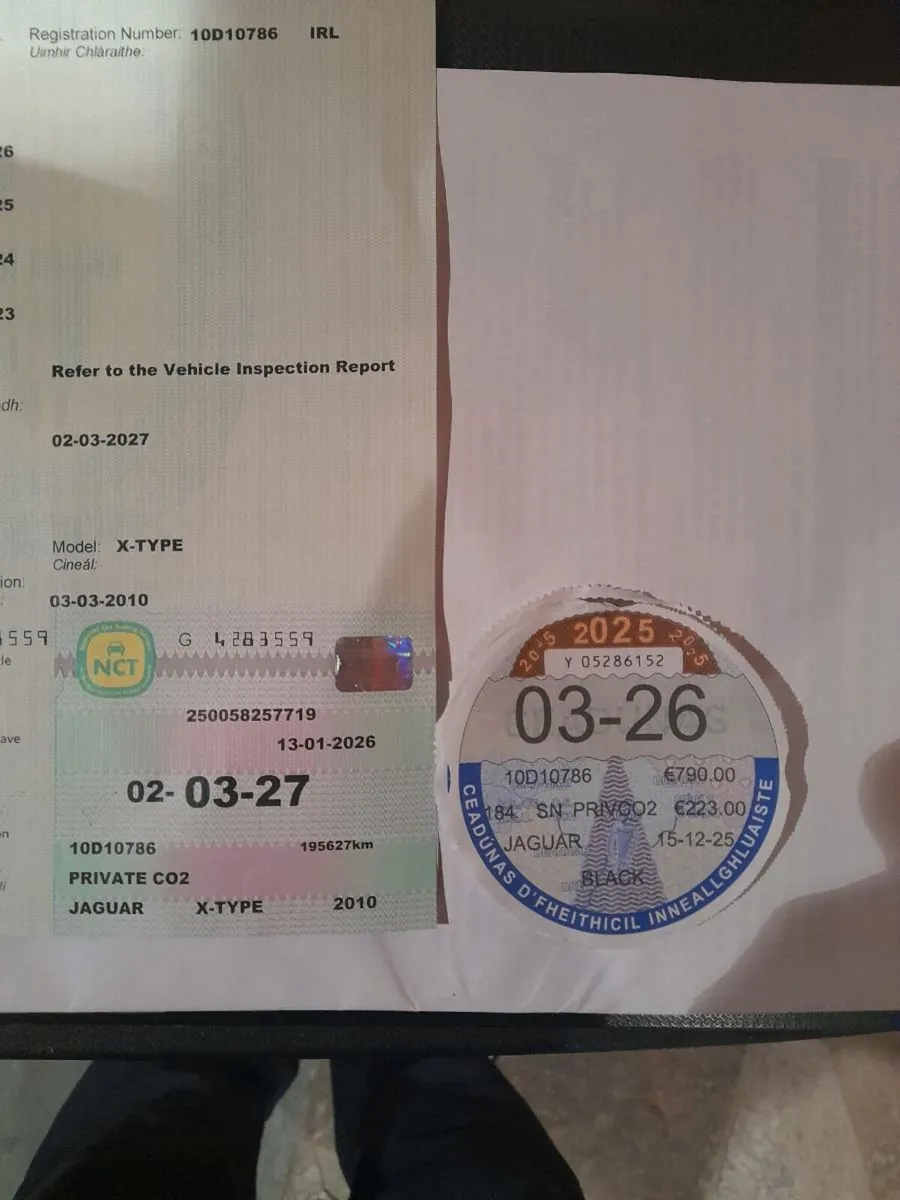 Registration Number: 10D10786 IRL
Uimhir Chláraithe:
26
25
24
23
Refer to the Vehicle Inspection Report
dh:
02-03-2027
Model: X-TYPE
Cineál:
ion:
03-03-2010
3559
G 4283559
NCT
le
250058257719
13-01-2026
ave
02-03-27
10D10786 195627km
PRIVATE CO2
JAGUAR X-TYPE 2010
2025 2025 2025
Y 05286152
03-26
10D10786 €790.00
184 SN PRIVCO2 €223.00
JAGUAR 15-12-25
BLACK
CEADUNAS D'FHEITHICIL INNEALLGHLUAISTE